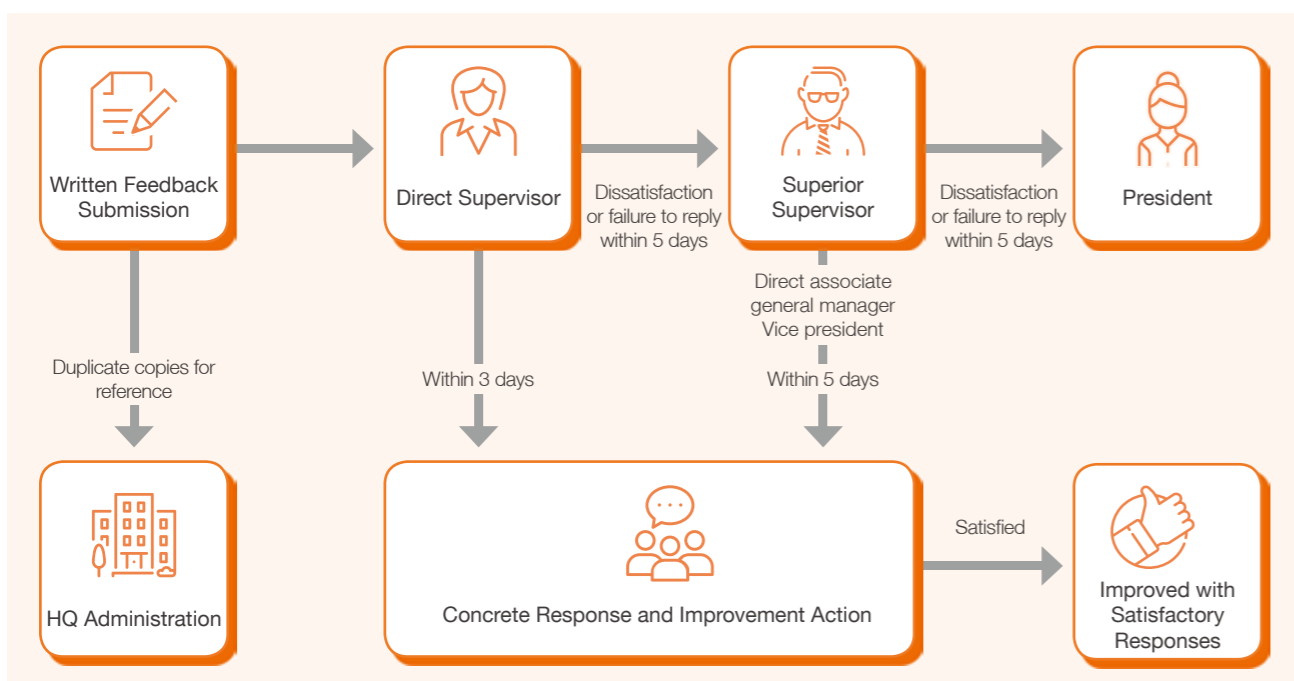 Written Feedback
Submission
Direct Supervisor
Dissatisfaction
or failure to reply
within 5 days
Superior
Supervisor
Dissatisfaction
or failure to reply
within 5 days
President
Duplicate copies for
reference
Within 3 days
Direct associate
general manager
Vice president
Within 5 days
HQ Administration
Concrete Response and Improvement Action
Satisfied
Improved with
Satisfactory
Responses